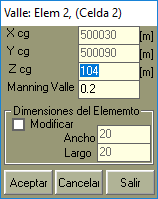 Valle: Elem 2, (Celda 2)
X cg 500030 [m]
Y cg 500090 [m]
Z cg 104 [m]
Manning Valle 0.2
Dimensiones del Elememto
Modificar
Ancho 20
Largo 20
Aceptar Cancelar Salir